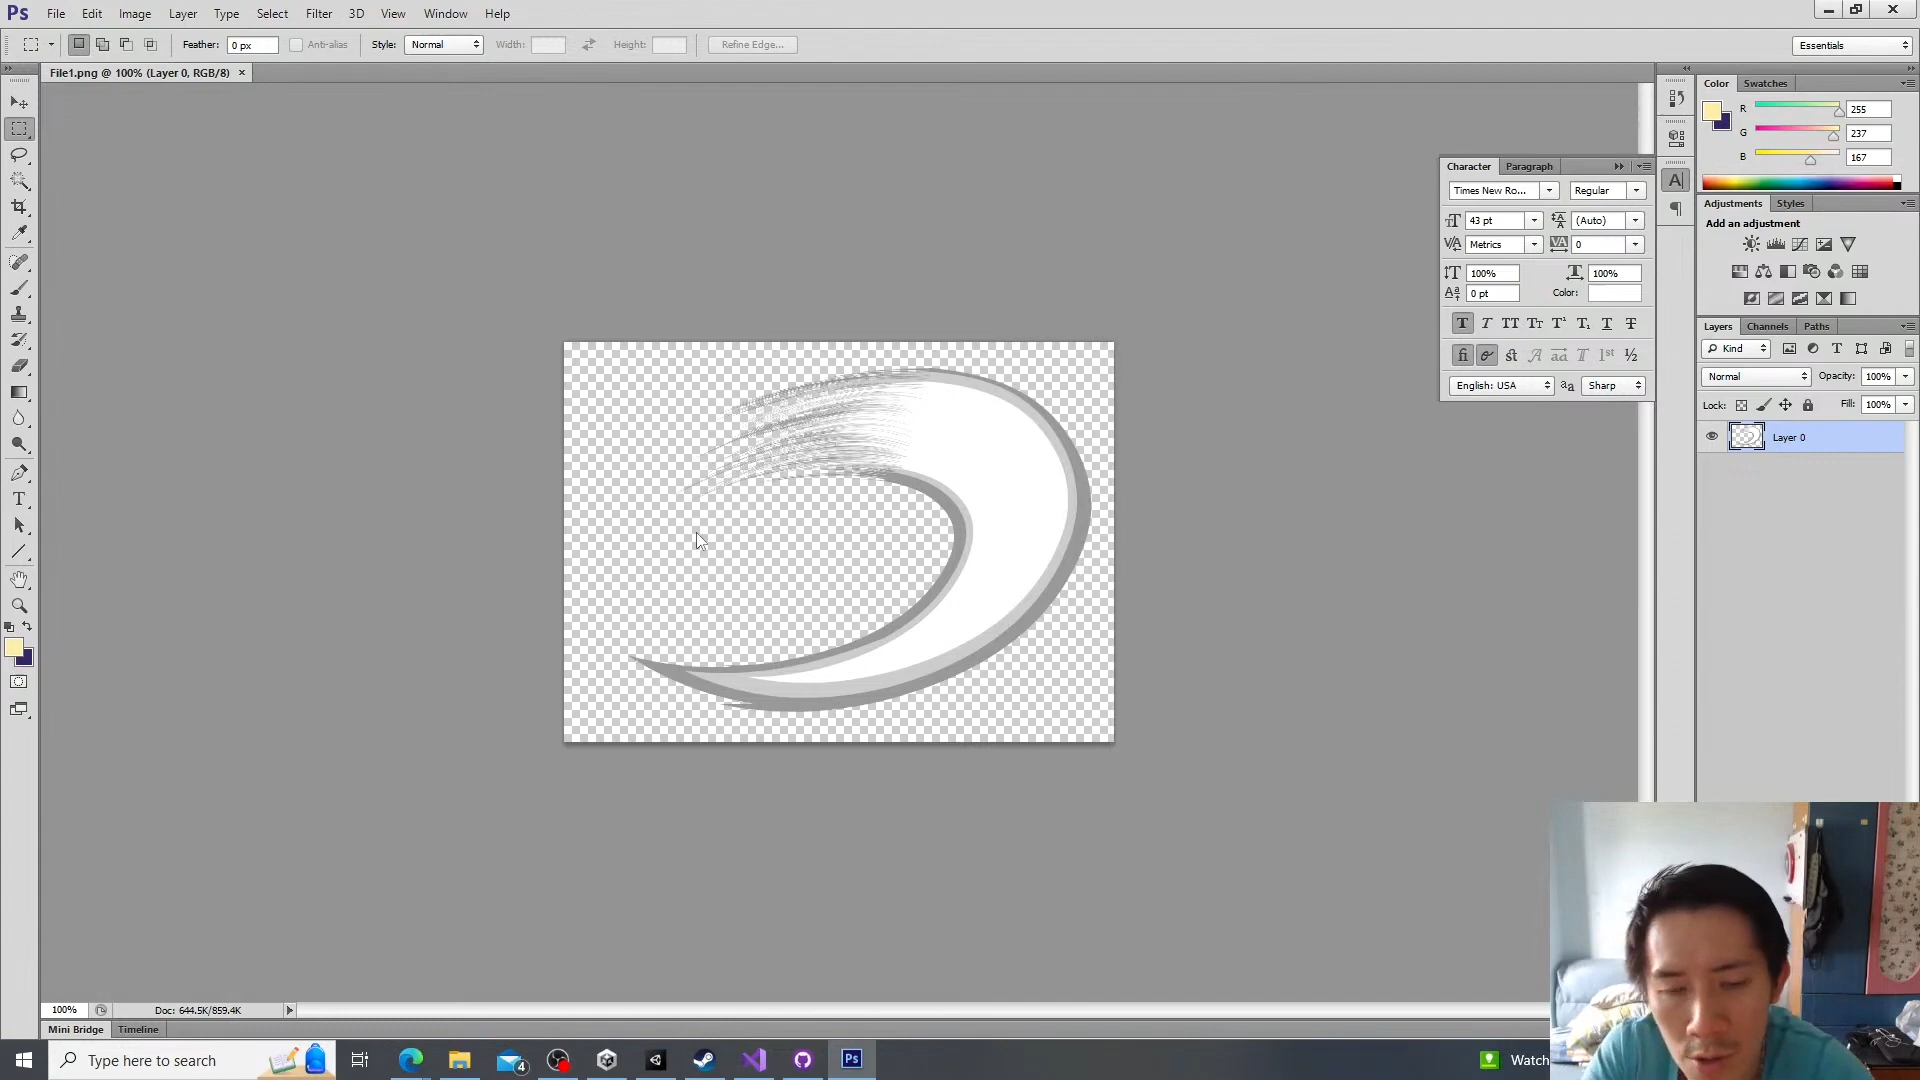 Ps File Edit Image Layer Type Select Filter 3D View Window Help
Feather: 0 px Anti-alias Style: Normal Width: Height: Refine Edge... Essentials
File1.png @ 100% (Layer 0, RGB/8) ×
Color Swatches
R 255
G 237
B 167
Character Paragraph
Times New Ro... Regular
43 pt (Auto)
Metrics 0
100% 100%
0 pt Color:
English: USA Sharp
Adjustments Styles
Add an adjustment
Layers Channels Paths
Kind
Normal Opacity: 100%
Lock: Fill: 100%
Layer 0
100% Doc: 644.5K/859.4K
Mini Bridge Timeline
Type here to search 4 Ps Watch